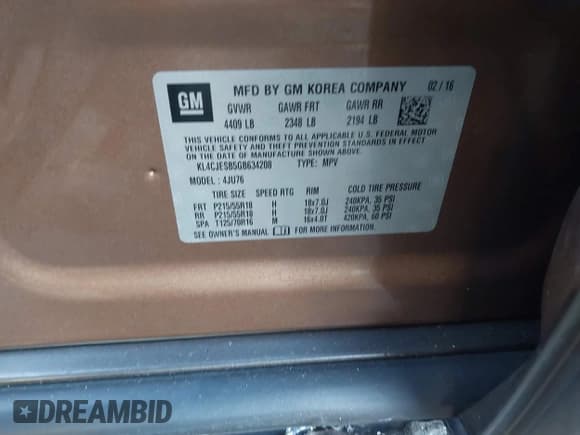 GM
MFD BY GM KOREA COMPANY 02/16
GVWR GAWR FRT GAWR RR
4409 LB 2348 LB 2194 LB
THIS VEHICLE CONFORMS TO ALL APPLICABLE U.S. FEDERAL MOTOR
VEHICLE SAFETY AND THEFT PREVENTION STANDARDS IN EFFECT
ON THE DATE OF MANUFACTURE SHOWN ABOVE.
KL4CJESB5GB634208 TYPE: MPV
MODEL: 4JU76
TIRE SIZE SPEED RTG RIM COLD TIRE PRESSURE
FRT P215/55R18 H 18x7.0J 240KPA, 35 PSI
RR P215/55R18 H 18x7.0J 240KPA, 35 PSI
SPA T125/70R16 M 16x4.0T 420KPA, 60 PSI
SEE OWNER'S MANUAL FOR MORE INFORMATION.
DREAMBID